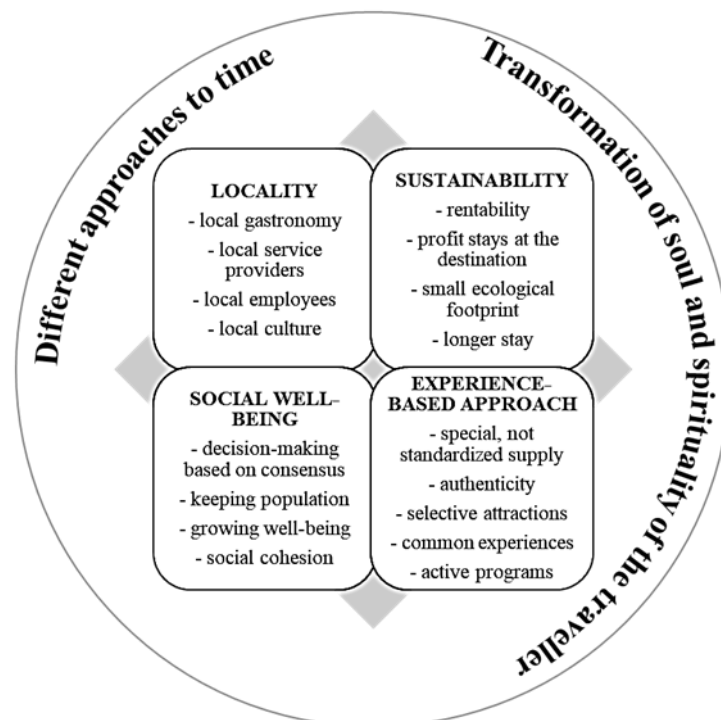 Different approaches to time
Transformation of soul and spirituality of the traveller
LOCALITY
- local gastronomy
- local service
providers
- local employees
- local culture
SUSTAINABILITY
- rentability
- profit stays at the
destination
- small ecological
footprint
- longer stay
SOCIAL WELL-
BEING
- decision-making
based on consensus
- keeping population
- growing well-being
- social cohesion
EXPERIENCE-
BASED APPROACH
- special, not
standardized supply
- authenticity
- selective attractions
- common experiences
- active programs